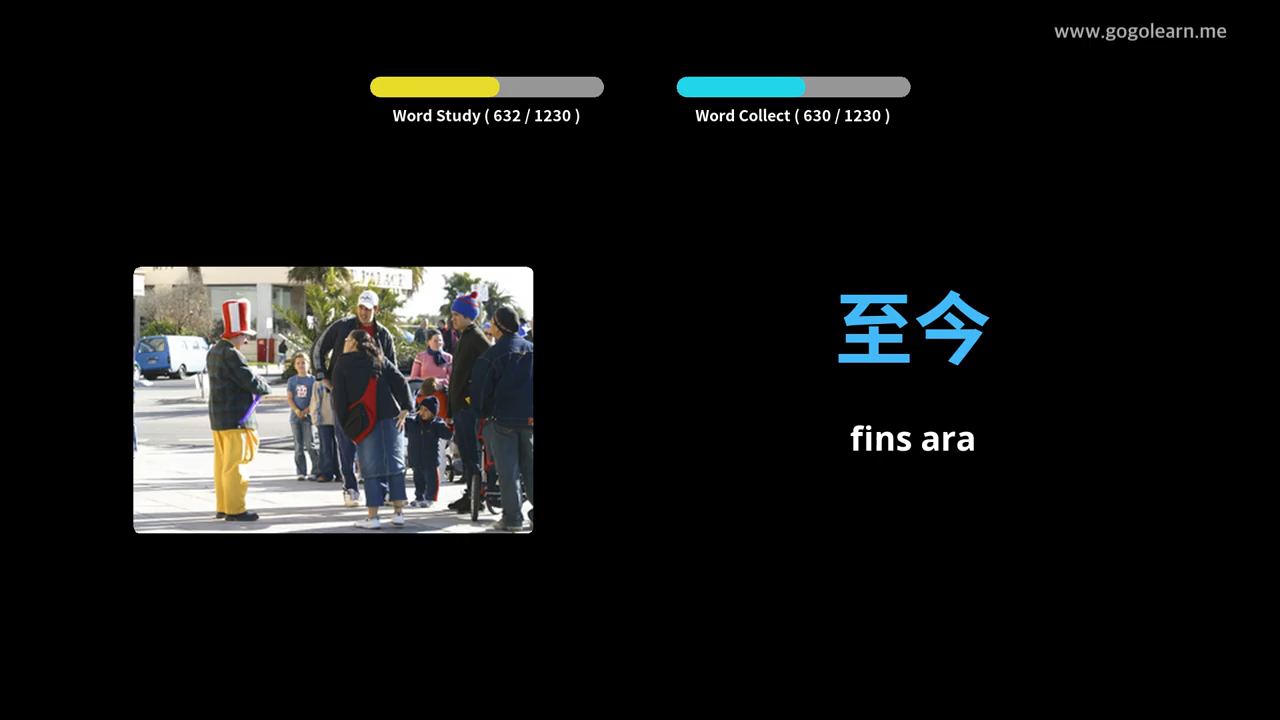 www.gogolearn.me
Word Study ( 632 / 1230 )
Word Collect ( 630 / 1230 )
至今
fins ara